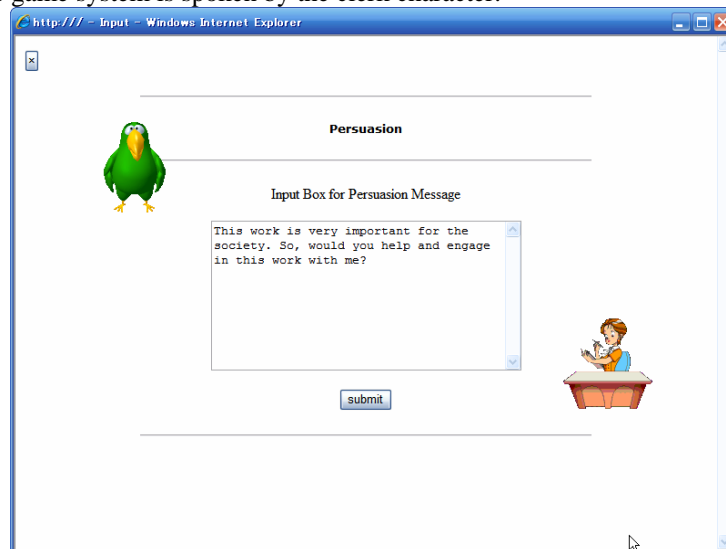 game system is spoken by the clerk character.
http:/// - Input - Windows Internet Explorer
Persuasion
Input Box for Persuasion Message
This work is very important for the
society. So, would you help and engage
in this work with me?
submit